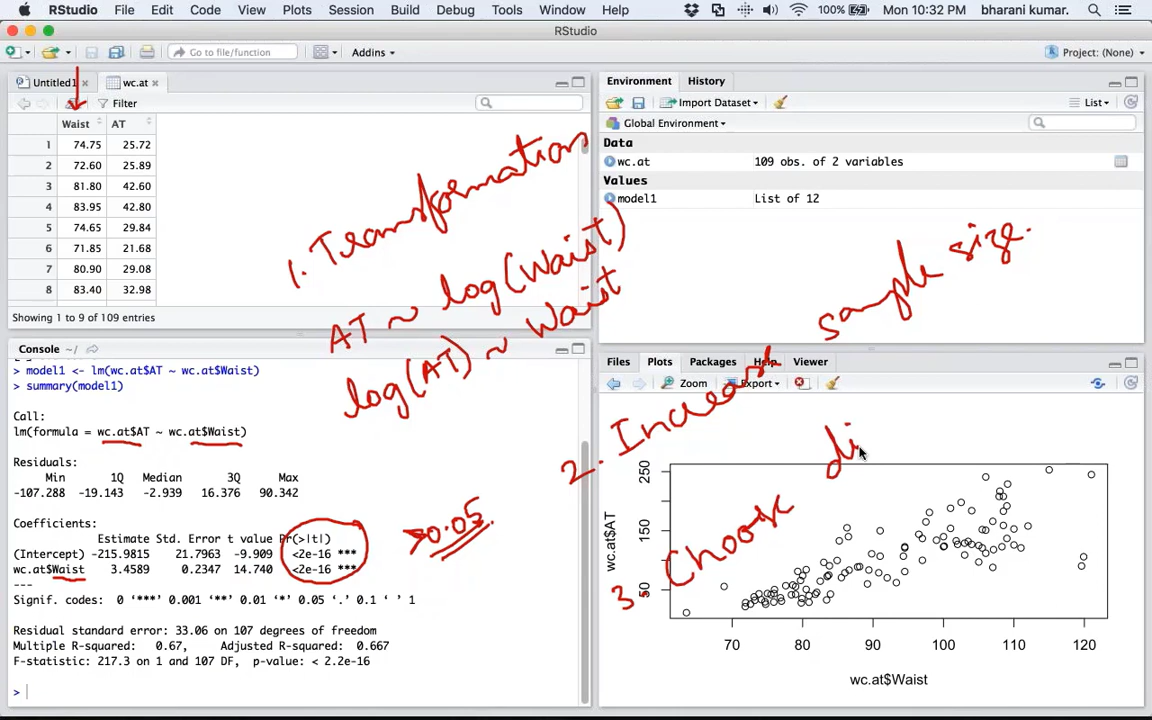 RStudio File Edit Code View Plots Session Build Debug Tools Window Help 100% Mon 10:32 PM bharani kumar.
RStudio
Go to file/function Addins Project: (None)
Untitled1 wc.at
Filter
Waist AT
1 74.75 25.72
2 72.60 25.89
3 81.80 42.60
4 83.95 42.80
5 74.65 29.84
6 71.85 21.68
7 80.90 29.08
8 83.40 32.98
Showing 1 to 9 of 109 entries
Environment History
Import Dataset List
Global Environment
Data
wc.at 109 obs. of 2 variables
Values
model1 List of 12
1. Transformation
AT ~ log(Waist)
log(AT) ~ Waist
2. Increase sample size.
3. Choose di
>0.05
Console ~/
> model1 <- lm(wc.at$AT ~ wc.at$Waist)
> summary(model1)
Call:
lm(formula = wc.at$AT ~ wc.at$Waist)
Residuals:
Min 1Q Median 3Q Max
-107.288 -19.143 -2.939 16.376 90.342
Coefficients:
Estimate Std. Error t value Pr(>|t|)
(Intercept) -215.9815 21.7963 -9.909 <2e-16 ***
wc.at$Waist 3.4589 0.2347 14.740 <2e-16 ***
---
Signif. codes: 0 ‘***’ 0.001 ‘**’ 0.01 ‘*’ 0.05 ‘.’ 0.1 ‘ ’ 1
Residual standard error: 33.06 on 107 degrees of freedom
Multiple R-squared: 0.67, Adjusted R-squared: 0.667
F-statistic: 217.3 on 1 and 107 DF, p-value: < 2.2e-16
>
Files Plots Packages Help Viewer
Zoom Export
wc.at$AT
250
150
50
70 80 90 100 110 120
wc.at$Waist